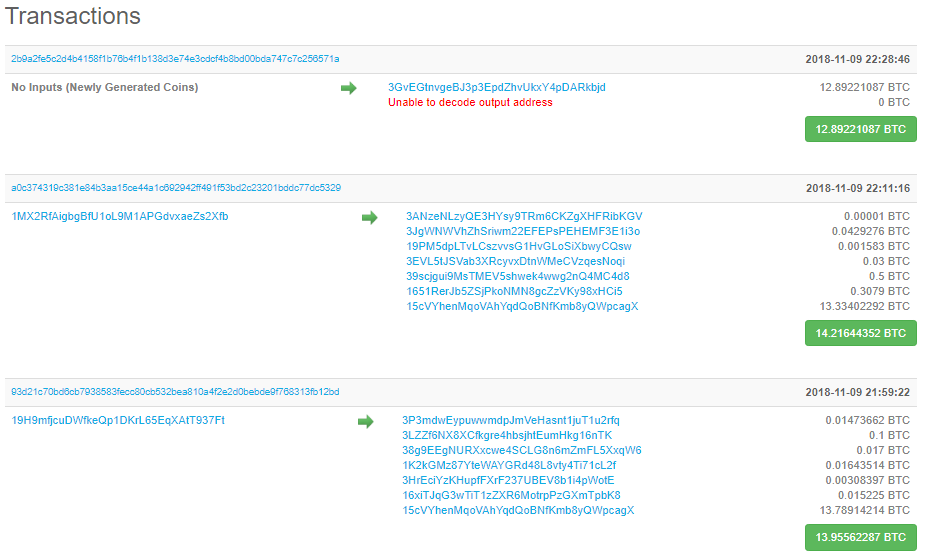 Transactions
2b9a2fe5c2d4b4158f1b76b4f1b138d3e74e3cdcf4b8bd00bda747c7c256571a 2018-11-09 22:28:46
No Inputs (Newly Generated Coins) 3GvEGtnvgeBJ3p3EpdZhvUkxY4pDARkbjd 12.89221087 BTC
Unable to decode output address 0 BTC
12.89221087 BTC
a0c374319c381e84b3aa15ce44a1c692942ff491f53bd2c23201bddc77dc5329 2018-11-09 22:11:16
1MX2RfAigbgBfU1oL9M1APGdvxaeZs2Xfb 3ANzeNLzyQE3HYsy9TRm6CKZgXHFRibKGV 0.00001 BTC
3JgWNWVhZhSriwm22EFEPsPEHEMF3E1i3o 0.0429276 BTC
19PM5dpLTvLCszvvsG1HvGLoSiXbwyCQsw 0.001583 BTC
3EVL5tJSVab3XRcyvxDtnWMeCVzqesNoqi 0.03 BTC
39scjgui9MsTMEV5shwek4wwg2nQ4MC4d8 0.5 BTC
1651RerJb5ZSjPkoNMN8gcZzVKy98xHCi5 0.3079 BTC
15cVYhenMqoVAhYqdQoBNfKmb8yQWpcagX 13.33402292 BTC
14.21644352 BTC
93d21c70bd6cb7938583fecc80cb532bea810a4f2e2d0bebde9f768313fb12bd 2018-11-09 21:59:22
19H9mfjcuDWfkeQp1DKrL65EqXAtT937Ft 3P3mdwEypuwwmdpJmVeHasnt1juT1u2rfq 0.01473662 BTC
3LZZf6NX8XCfkgre4hbsjhtEumHkg16nTK 0.1 BTC
38g9EEgNURXxcwe4SCLG8n6mZmFL5XxqW6 0.017 BTC
1K2kGMz87YteWAYGRd48L8vty4Ti71cL2f 0.01643514 BTC
3HrEciYzKHupfFXrF237UBEV8b1i4pWotE 0.00308397 BTC
16xiTJqG3wTiT1zZXR6MotrpPzGXmTpbK8 0.015225 BTC
15cVYhenMqoVAhYqdQoBNfKmb8yQWpcagX 13.78914214 BTC
13.95562287 BTC